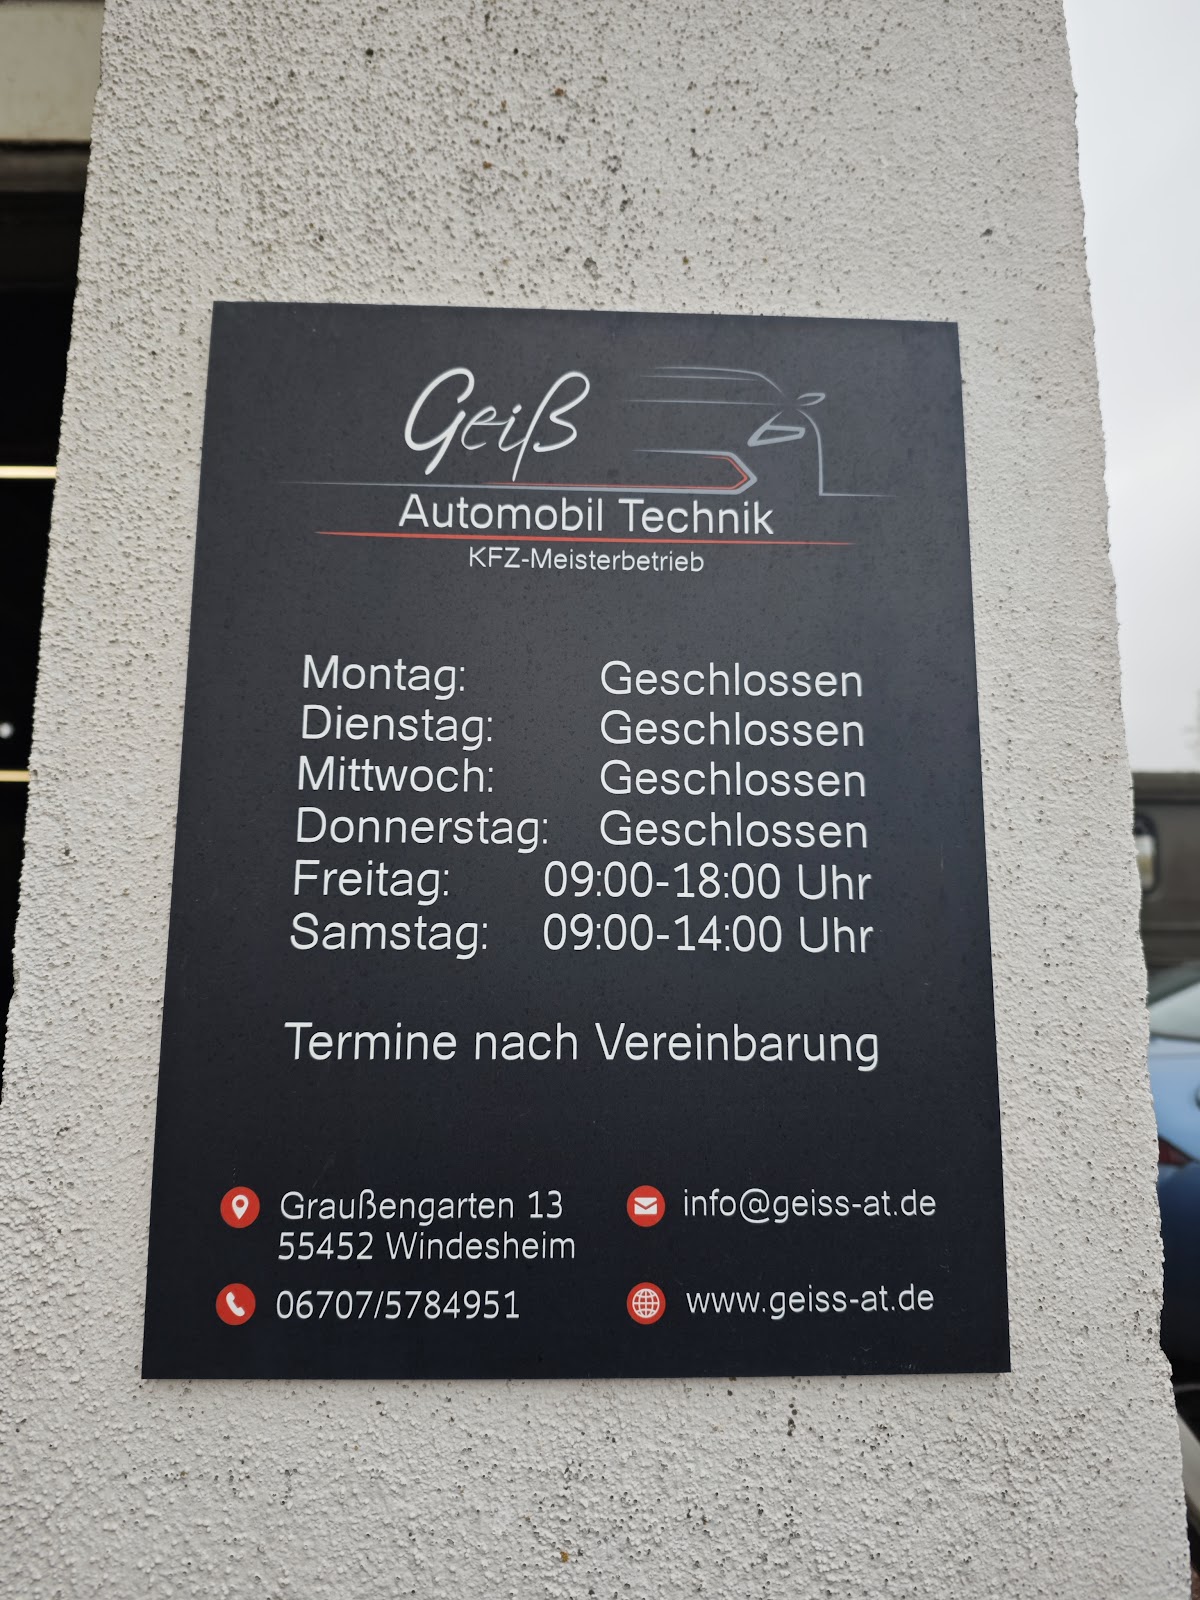 Geiß
Automobil Technik
KFZ-Meisterbetrieb
Montag: Geschlossen
Dienstag: Geschlossen
Mittwoch: Geschlossen
Donnerstag: Geschlossen
Freitag: 09:00-18:00 Uhr
Samstag: 09:00-14:00 Uhr
Termine nach Vereinbarung
Graußengarten 13
55452 Windesheim
info@geiss-at.de
06707/5784951
www.geiss-at.de